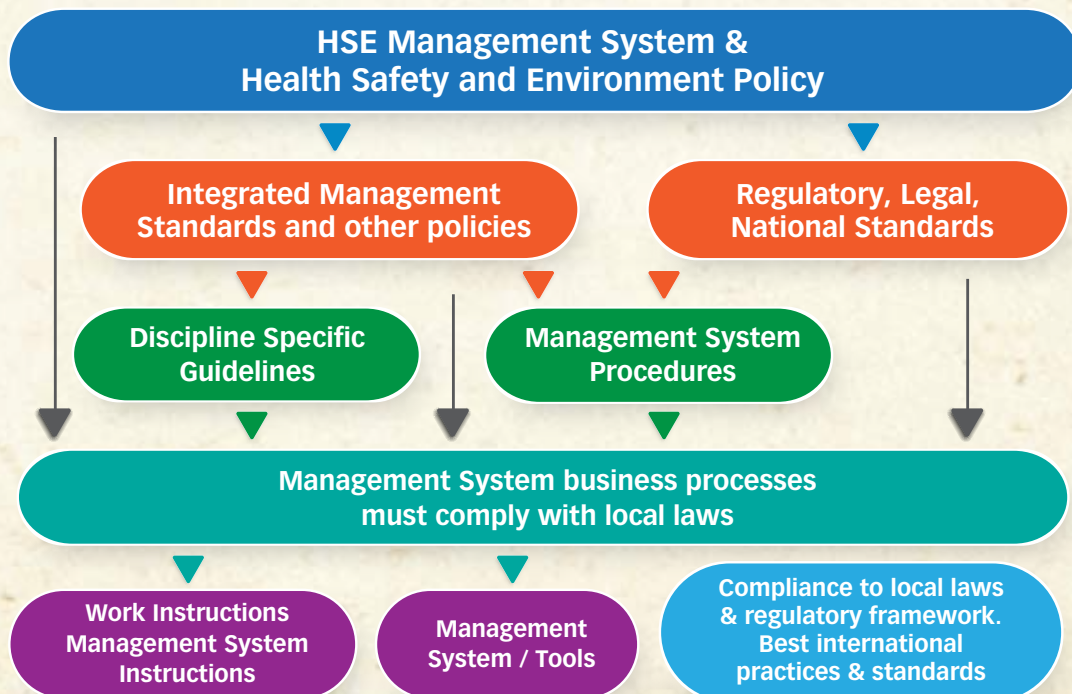 HSE Management System &
Health Safety and Environment Policy
Integrated Management
Standards and other policies
Regulatory, Legal,
National Standards
Discipline Specific
Guidelines
Management System
Procedures
Management System business processes
must comply with local laws
Work Instructions
Management System
Instructions
Management
System / Tools
Compliance to local laws
& regulatory framework.
Best international
practices & standards